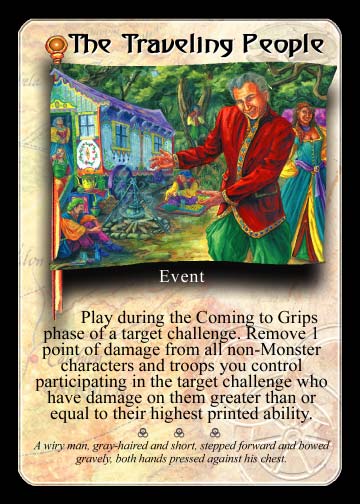 The Traveling People
Event
Play during the Coming to Grips
phase of a target challenge. Remove 1
point of damage from all non-Monster
characters and troops you control
participating in the target challenge who
have damage on them greater than or
equal to their highest printed ability.
A wiry man, gray-haired and short, stepped forward and bowed
gravely, both hands pressed against his chest.